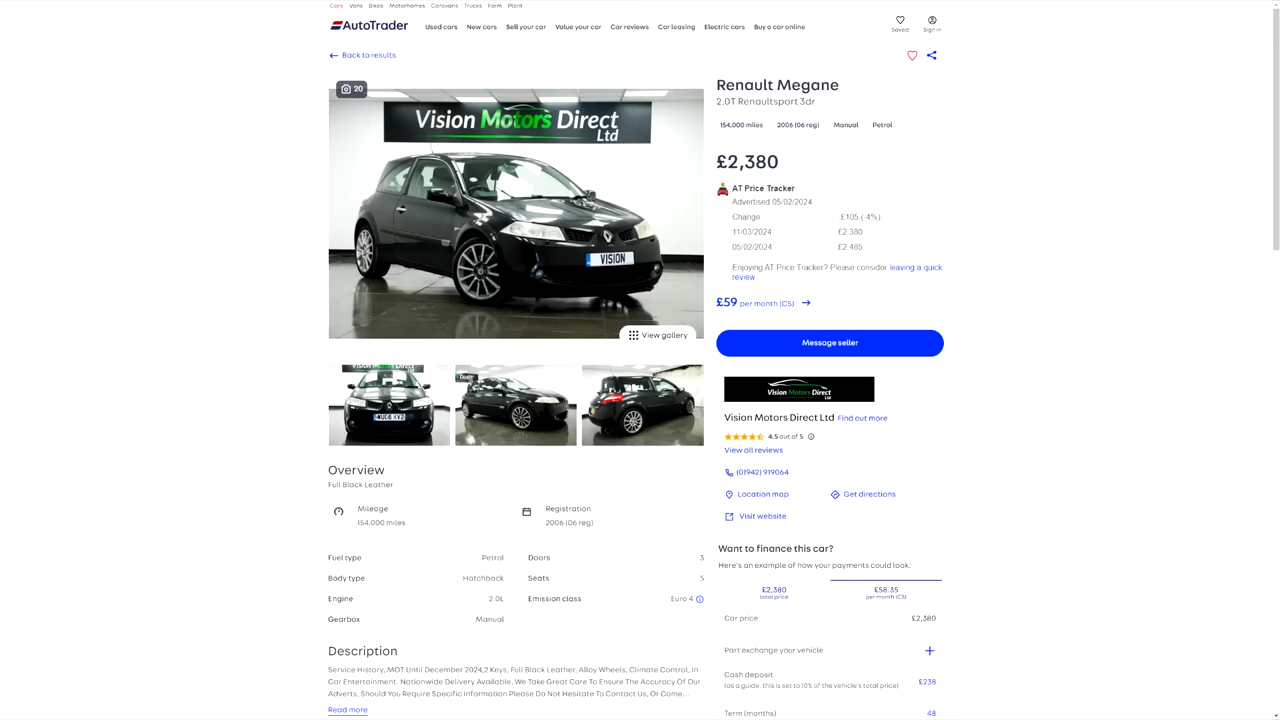 Cars Vans Bikes Motorhomes Caravans Trucks Farm Plant
AutoTrader
Used cars New cars Sell your car Value your car Car reviews Car leasing Electric cars Buy a car online
Saved Sign in
Back to results
20
Vision Motors Direct
Ltd
VISION
View gallery
Renault Megane
2.0T Renaultsport 3dr
154,000 miles 2006 (06 reg) Manual Petrol
£2,380
AT Price Tracker
Advertised 05/02/2024
Change £105 (-4%)
11/03/2024 £2.380
05/02/2024 £2.485
Enjoying AT Price Tracker? Please consider leaving a quick
review
£59 per month (CS)
Message seller
Vision Motors Direct
Ltd
Vision Motors Direct Ltd Find out more
4.5 out of 5
View all reviews
(01942) 919064
Location map Get directions
Visit website
Want to finance this car?
Here's an example of how your payments could look:
£2,380
total price
£58.35
per month (CS)
Car price £2,380
Part exchange your vehicle
Cash deposit
(as a guide, this is set to 10% of the vehicle's total price)
£238
Term (months) 48
Vision Motors Direct
Direct
Overview
Full Black Leather
Mileage
154,000 miles
Registration
2006 (06 reg)
Fuel type Petrol
Doors 3
Body type Hatchback
Seats 5
Engine 2.0L
Emission class Euro 4
Gearbox Manual
Description
Service History, MOT Until December 2024,2 Keys, Full Black Leather, Alloy Wheels, Climate Control, In
Car Entertainment. Nationwide Delivery Available, We Take Great Care To Ensure The Accuracy Of Our
Adverts, Should You Require Specific Information Please Do Not Hesitate To Contact Us, Or Come...
Read more